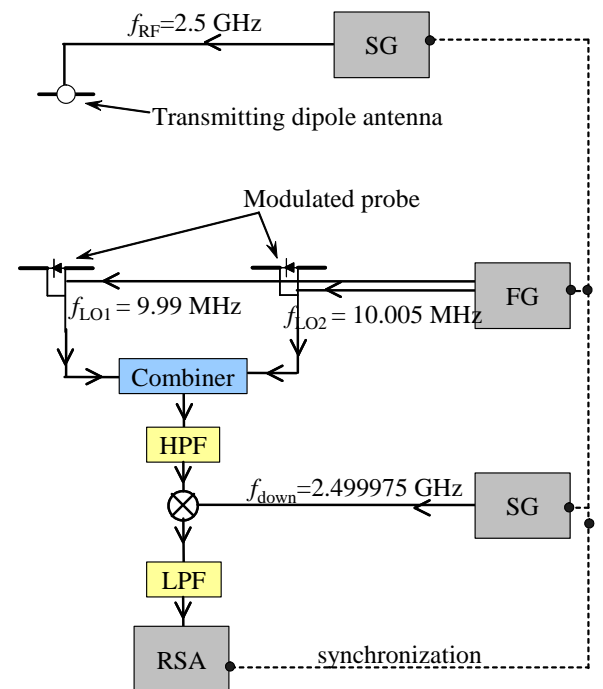 fRF=2.5 GHz
SG
Transmitting dipole antenna
Modulated probe
fLO1 = 9.99 MHz
fLO2 = 10.005 MHz
FG
Combiner
HPF
fdown=2.499975 GHz
SG
LPF
RSA
synchronization